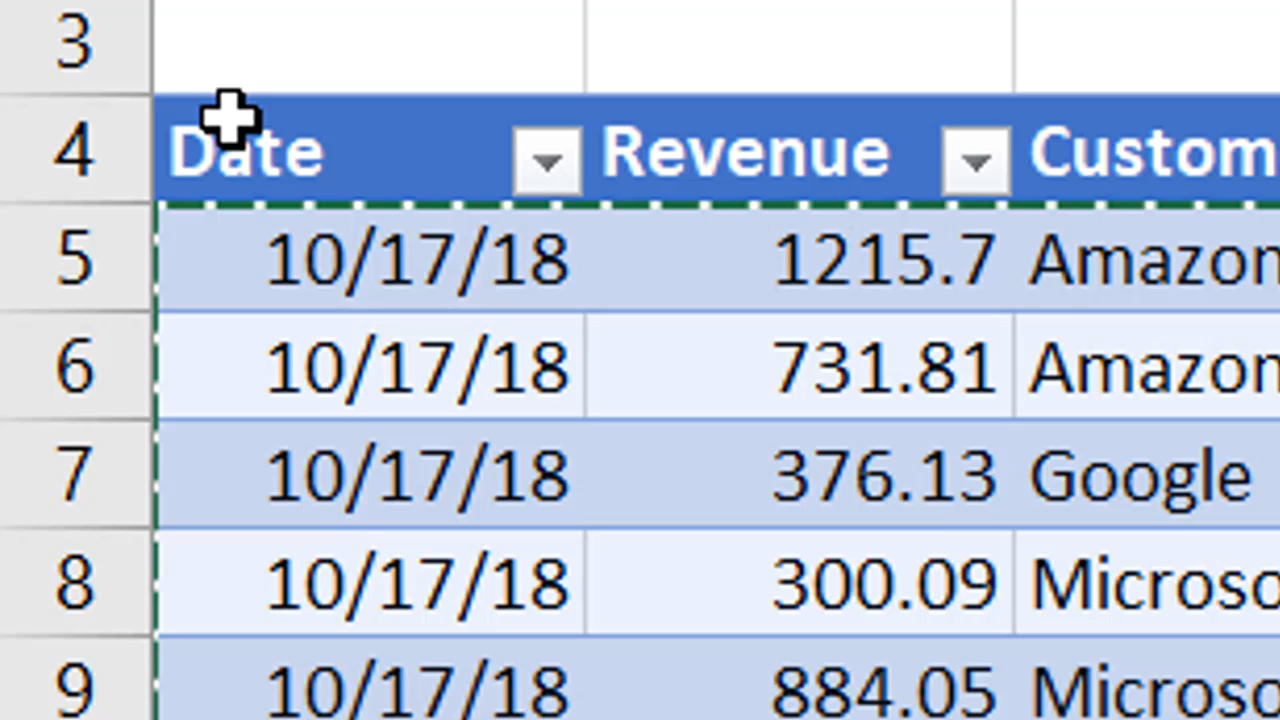 3
4 Date Revenue Custom
5 10/17/18 1215.7 Amazon
6 10/17/18 731.81 Amazon
7 10/17/18 376.13 Google
8 10/17/18 300.09 Microso
9 10/17/18 884.05 Microso